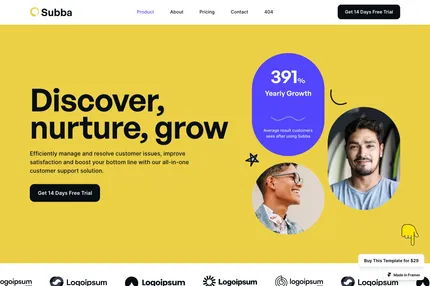 Subba
Product
About
Pricing
Contact
404
Get 14 Days Free Trial
Discover,
nurture, grow
Efficiently manage and resolve customer issues, improve
satisfaction and boost your bottom line with our all-in-one
customer support solution.
Get 14 Days Free Trial
391%
Yearly Growth
Average result customers
seen after using Subba
Buy This Template for $29
Made in Framer
logoipsum
Logoipsum
Logoipsum
Logoipsum
logoipsum
Logoipsum
Logo